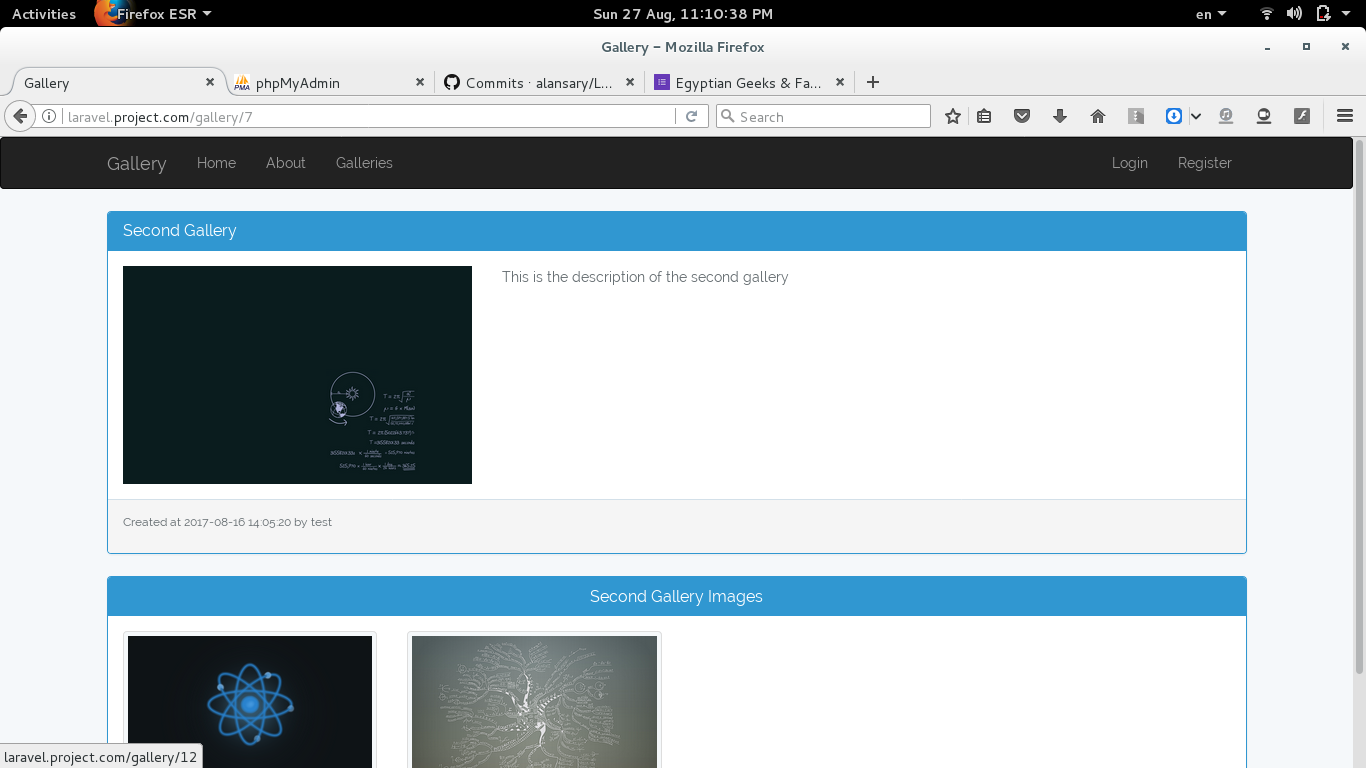 Activities Firefox ESR Sun 27 Aug, 11:10:38 PM en
Gallery – Mozilla Firefox
Gallery phpMyAdmin Commits · alansary/L... Egyptian Geeks & Fa...
laravel.project.com/gallery/7 Search
Gallery Home About Galleries Login Register
Second Gallery
This is the description of the second gallery
Created at 2017-08-16 14:05:20 by test
Second Gallery Images
laravel.project.com/gallery/12